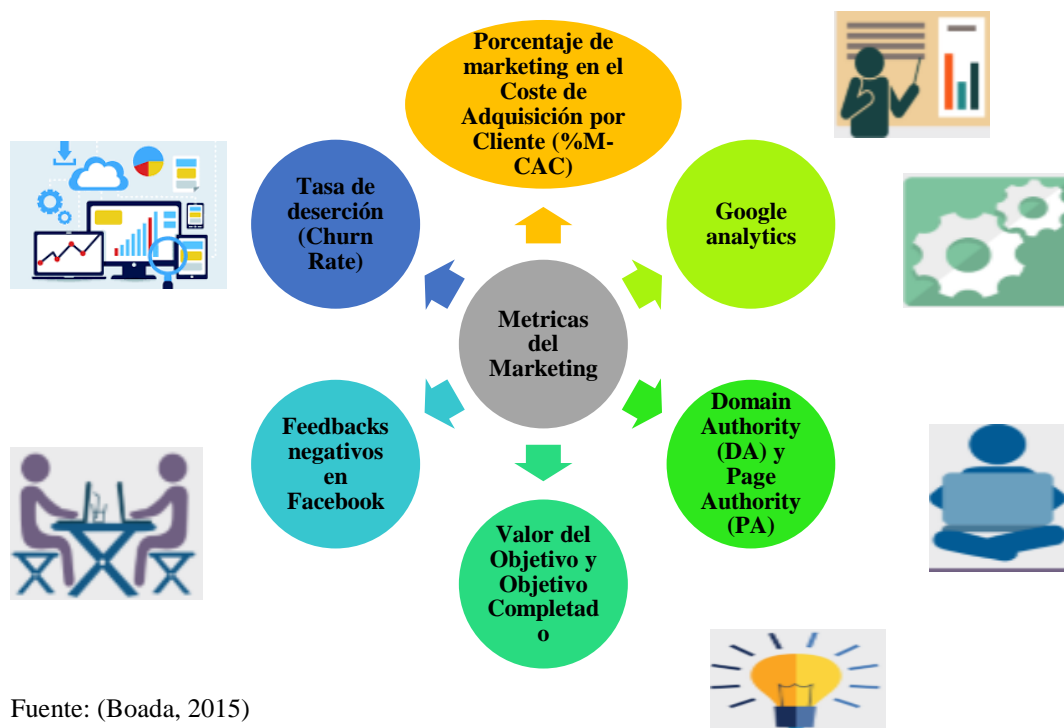 Porcentaje de
marketing en el
Coste de
Adquisición por
Cliente (%M-
CAC)
Tasa de
deserción
(Churn
Rate)
Google
analytics
Metricas
del
Marketing
Feedbacks
negativos
en
Facebook
Domain
Authority
(DA) y
Page
Authority
(PA)
Valor del
Objetivo y
Objetivo
Completad
o
Fuente: (Boada, 2015)